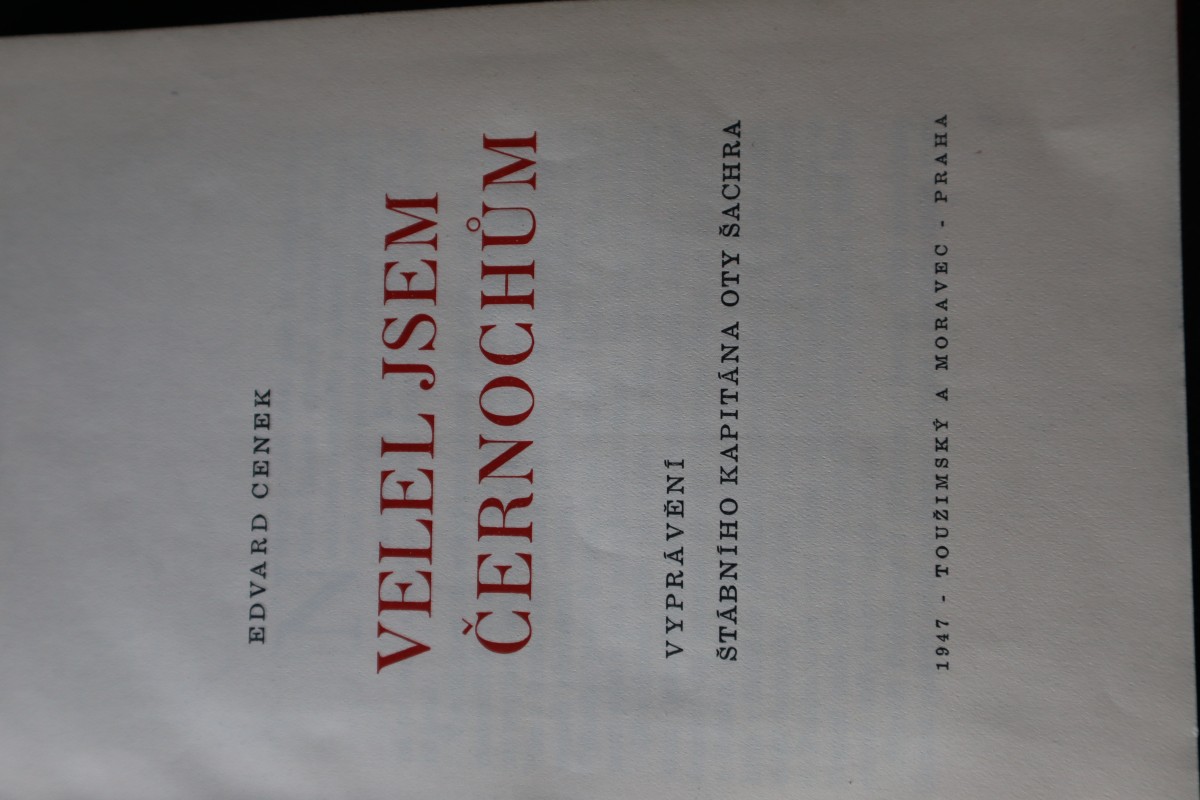 EDVARD CENEK
VELEL JSEM
ČERNOCHŮM
VYPRÁVĚNÍ
ŠTÁBNÍHO KAPITÁNA OTY ŠACHRA
1947 - TOUŽIMSKÝ A MORAVEC - PRAHA